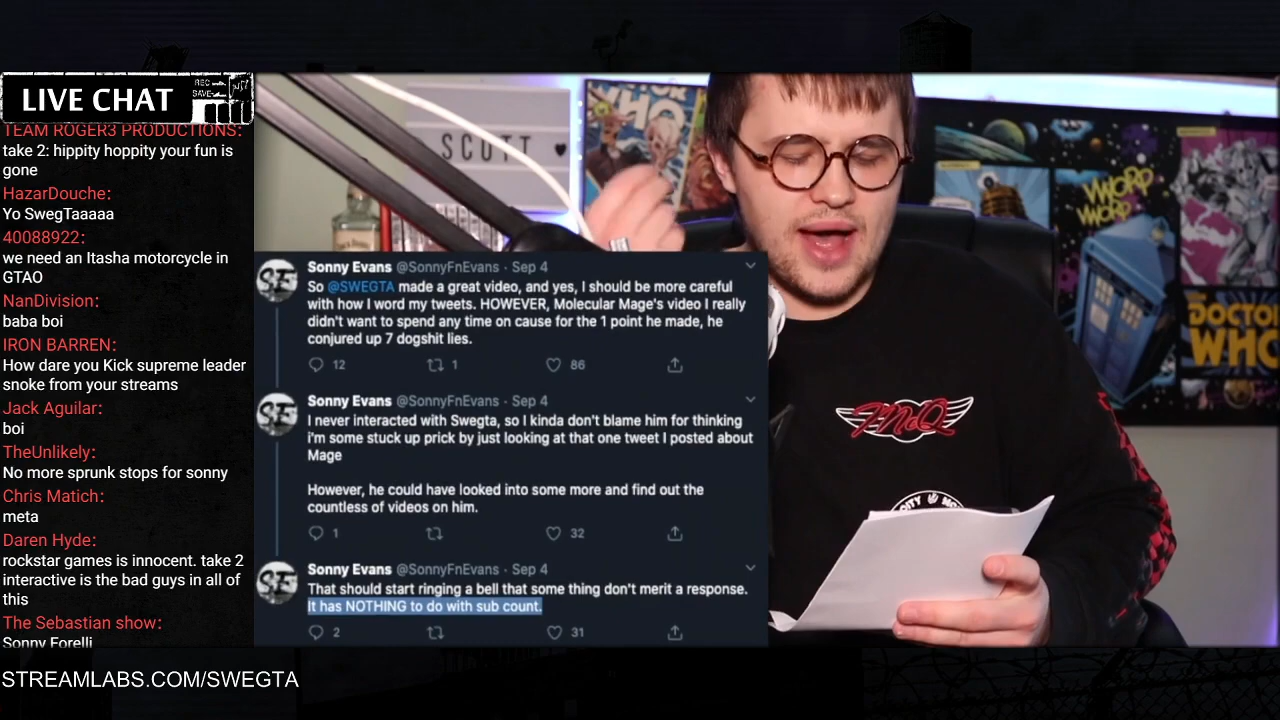 LIVE CHAT
REC
SAVE
TEAM ROGER3 PRODUCTIONS:
take 2: hippity hoppity your fun is
gone
HazarDouche:
Yo SwegTaaaaa
40088922:
we need an Itasha motorcycle in
GTAO
NanDivision:
baba boi
IRON BARREN:
How dare you Kick supreme leader
snoke from your streams
Jack Aguilar:
boi
TheUnlikely:
No more sprunk stops for sonny
Chris Matich:
meta
Daren Hyde:
rockstar games is innocent. take 2
interactive is the bad guys in all of
this
The Sebastian show:
Sonny Forelli
STREAMLABS.COM/SWEGTA
SCOTT
WHO
Sonny Evans @SonnyFnEvans · Sep 4
So @SWEGTA made a great video, and yes, I should be more careful
with how I word my tweets. HOWEVER, Molecular Mage's video I really
didn't want to spend any time on cause for the 1 point he made, he
conjured up 7 dogshit lies.
12 1 86
Sonny Evans @SonnyFnEvans · Sep 4
I never interacted with Swegta, so I kinda don't blame him for thinking
i'm some stuck up prick by just looking at that one tweet I posted about
Mage
However, he could have looked into some more and find out the
countless of videos on him.
1 32
Sonny Evans @SonnyFnEvans · Sep 4
That should start ringing a bell that some thing don't merit a response.
It has NOTHING to do with sub count.
2 31
VWORP
VWORP
DOCTOR
WHO
McQ
CITY